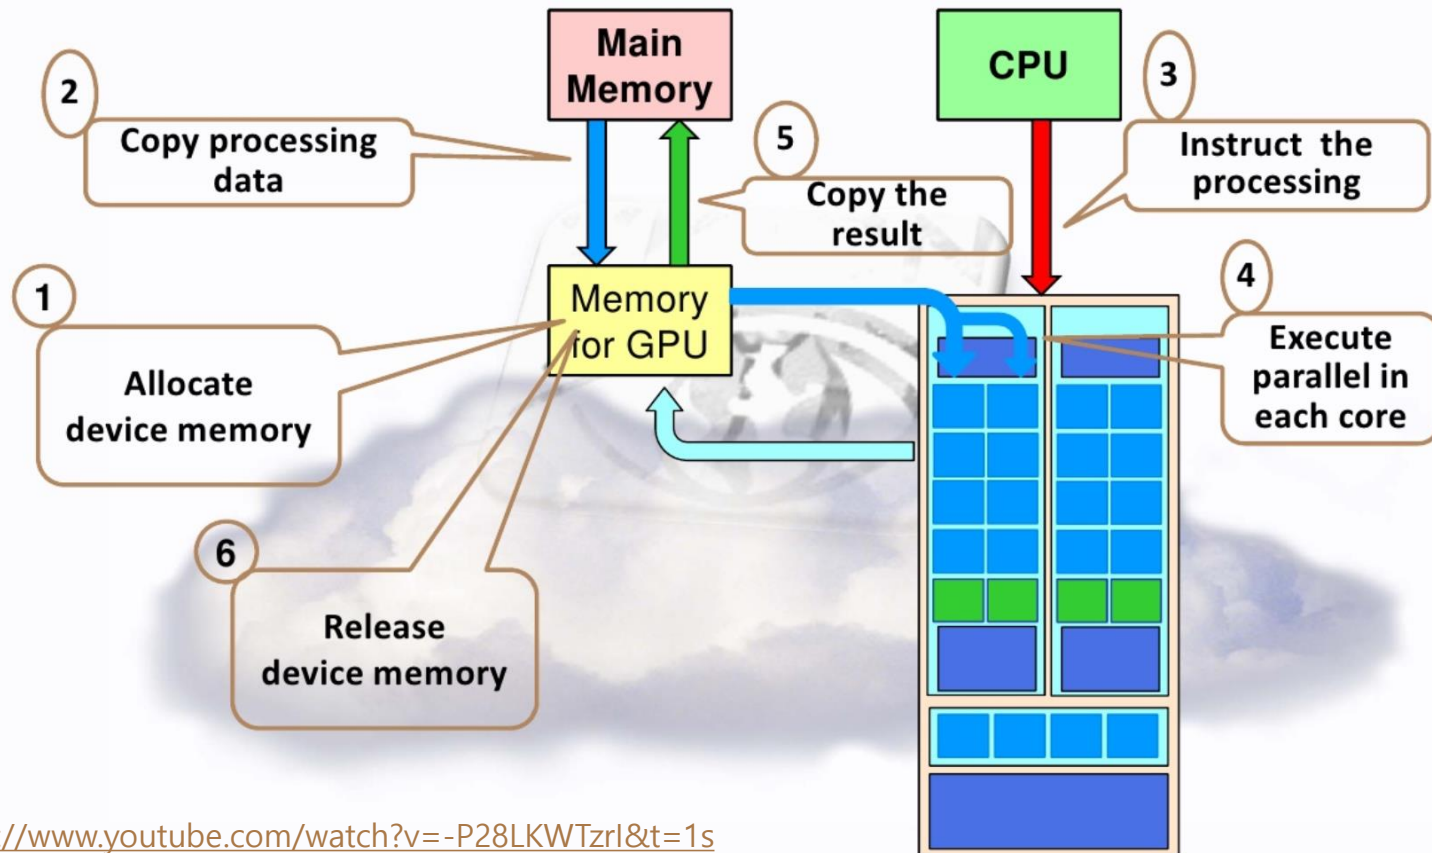 Main
Memory
CPU
2
Copy processing
data
3
Instruct the
processing
5
Copy the
result
1
Allocate
device memory
Memory
for GPU
4
Execute
parallel in
each core
6
Release
device memory
://www.youtube.com/watch?v=-P28LKWTzrI&t=1s